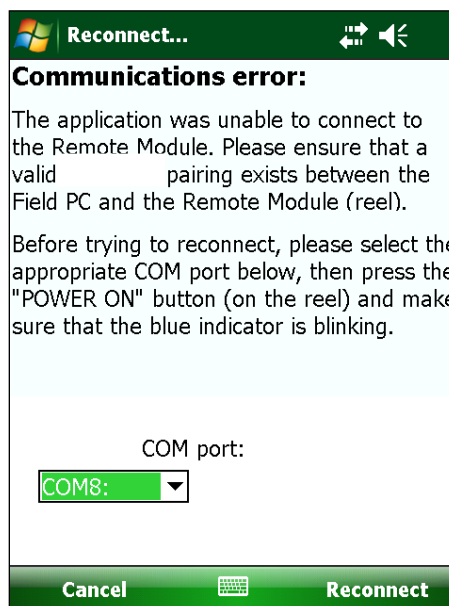 Reconnect...
Communications error:
The application was unable to connect to
the Remote Module. Please ensure that a
valid pairing exists between the
Field PC and the Remote Module (reel).
Before trying to reconnect, please select the
appropriate COM port below, then press the
"POWER ON" button (on the reel) and make
sure that the blue indicator is blinking.
COM port:
COM8:
Cancel Reconnect